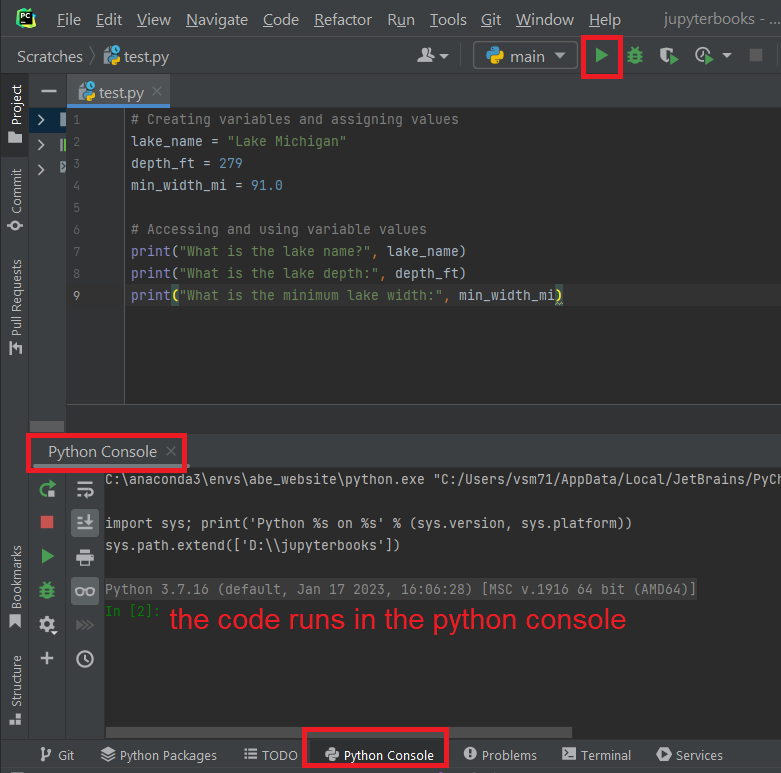 PC File Edit View Navigate Code Refactor Run Tools Git Window Help jupyterbooks - ...
Scratches test.py main
Project
Commit
Pull Requests
Bookmarks
Structure
test.py
1 # Creating variables and assigning values
2 lake_name = "Lake Michigan"
3 depth_ft = 279
4 min_width_mi = 91.0
5
6 # Accessing and using variable values
7 print("What is the lake name?", lake_name)
8 print("What is the lake depth:", depth_ft)
9 print("What is the minimum lake width:", min_width_mi)
Python Console
C:\anaconda3\envs\abe_website\python.exe "C:/Users/vsm71/AppData/Local/JetBrains/PyCh
import sys; print('Python %s on %s' % (sys.version, sys.platform))
sys.path.extend(['D:\\jupyterbooks'])
Python 3.7.16 (default, Jan 17 2023, 16:06:28) [MSC v.1916 64 bit (AMD64)]
In [2]: the code runs in the python console
Git Python Packages TODO Python Console Problems Terminal Services